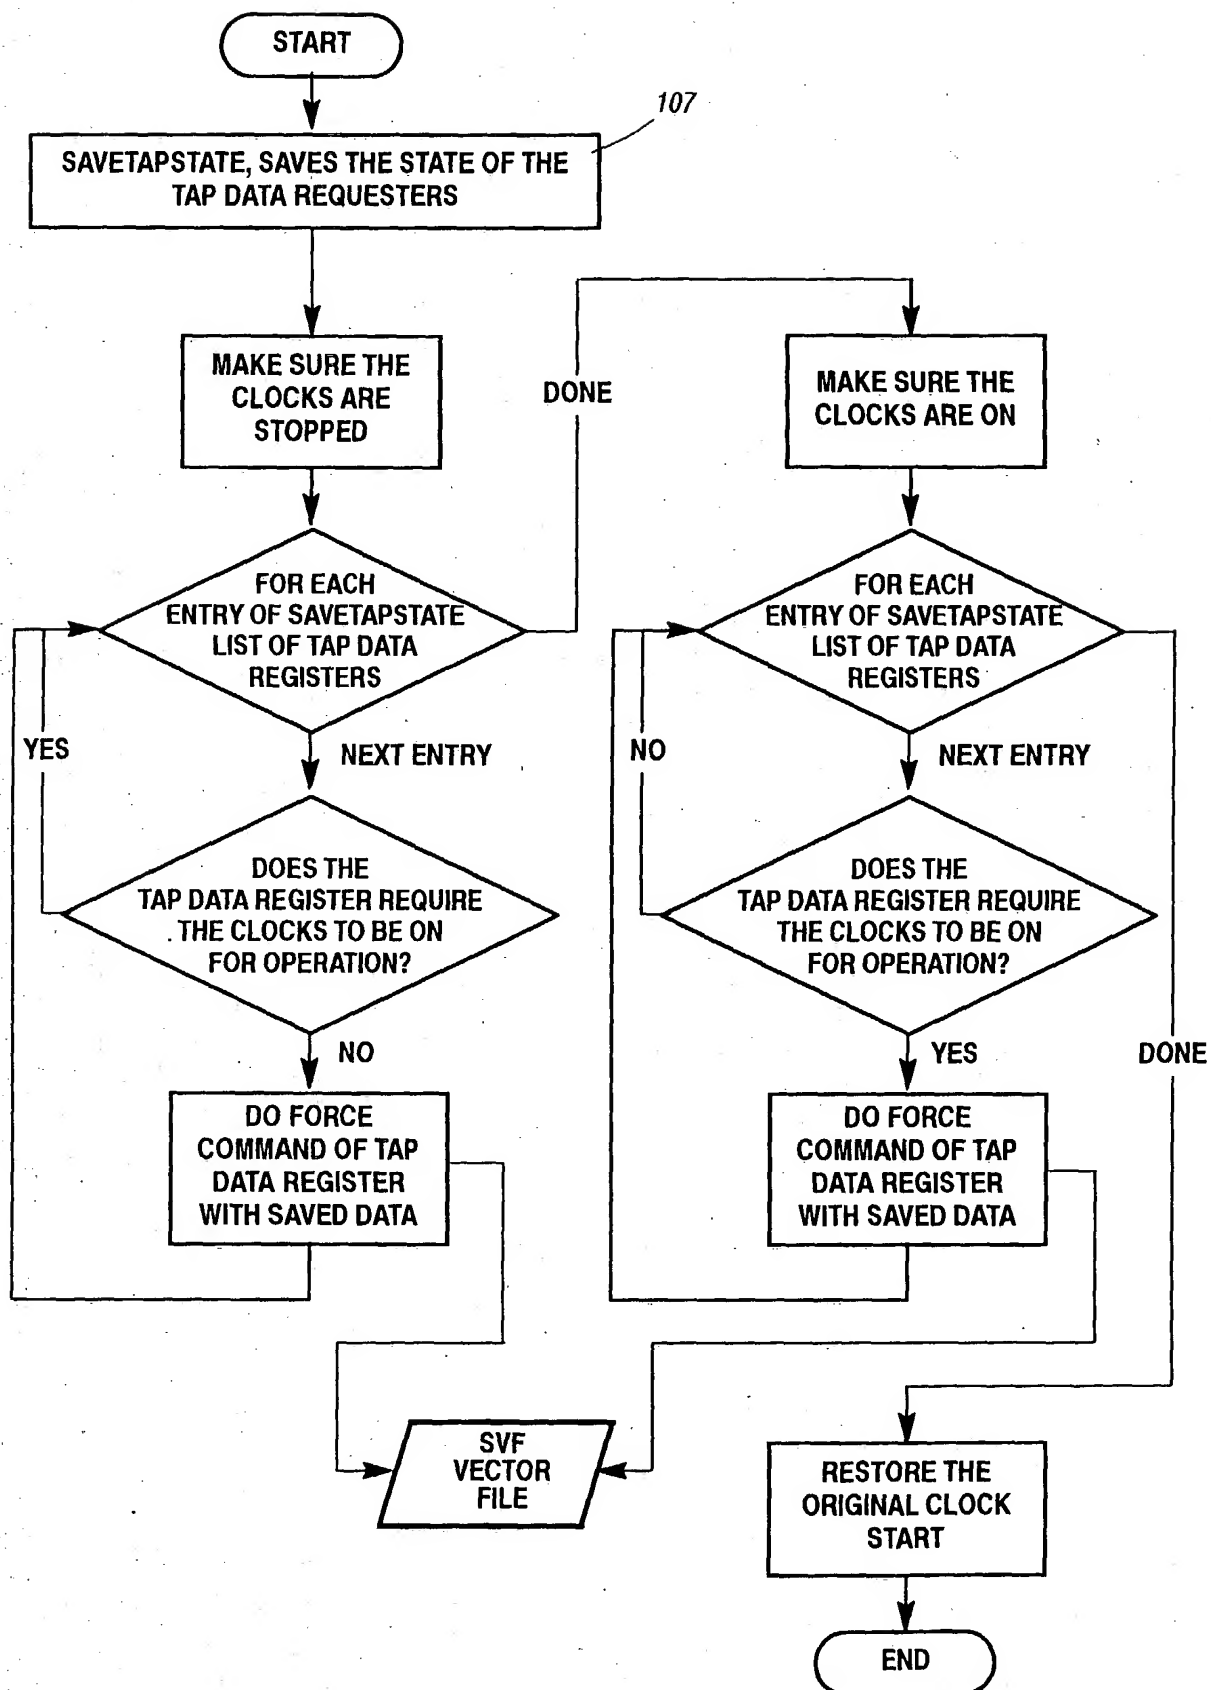 START
107
SAVETAPSTATE, SAVES THE STATE OF THE
TAP DATA REQUESTERS
MAKE SURE THE
CLOCKS ARE
STOPPED
DONE
FOR EACH
ENTRY OF SAVETAPSTATE
LIST OF TAP DATA
REGISTERS
YES
NEXT ENTRY
DOES THE
TAP DATA REGISTER REQUIRE
THE CLOCKS TO BE ON
FOR OPERATION?
NO
DO FORCE
COMMAND OF TAP
DATA REGISTER
WITH SAVED DATA
MAKE SURE THE
CLOCKS ARE ON
FOR EACH
ENTRY OF SAVETAPSTATE
LIST OF TAP DATA
REGISTERS
NO
NEXT ENTRY
DOES THE
TAP DATA REGISTER REQUIRE
THE CLOCKS TO BE ON
FOR OPERATION?
YES
DONE
DO FORCE
COMMAND OF TAP
DATA REGISTER
WITH SAVED DATA
SVF
VECTOR
FILE
RESTORE THE
ORIGINAL CLOCK
START
END